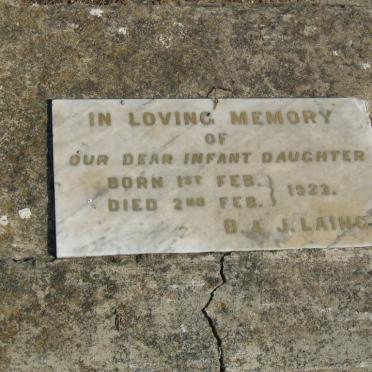 IN LOVING MEMORY
OF
OUR DEAR INFANT DAUGHTER
BORN 1ST FEB. } 1923.
DIED 2ND FEB.
J. LAING